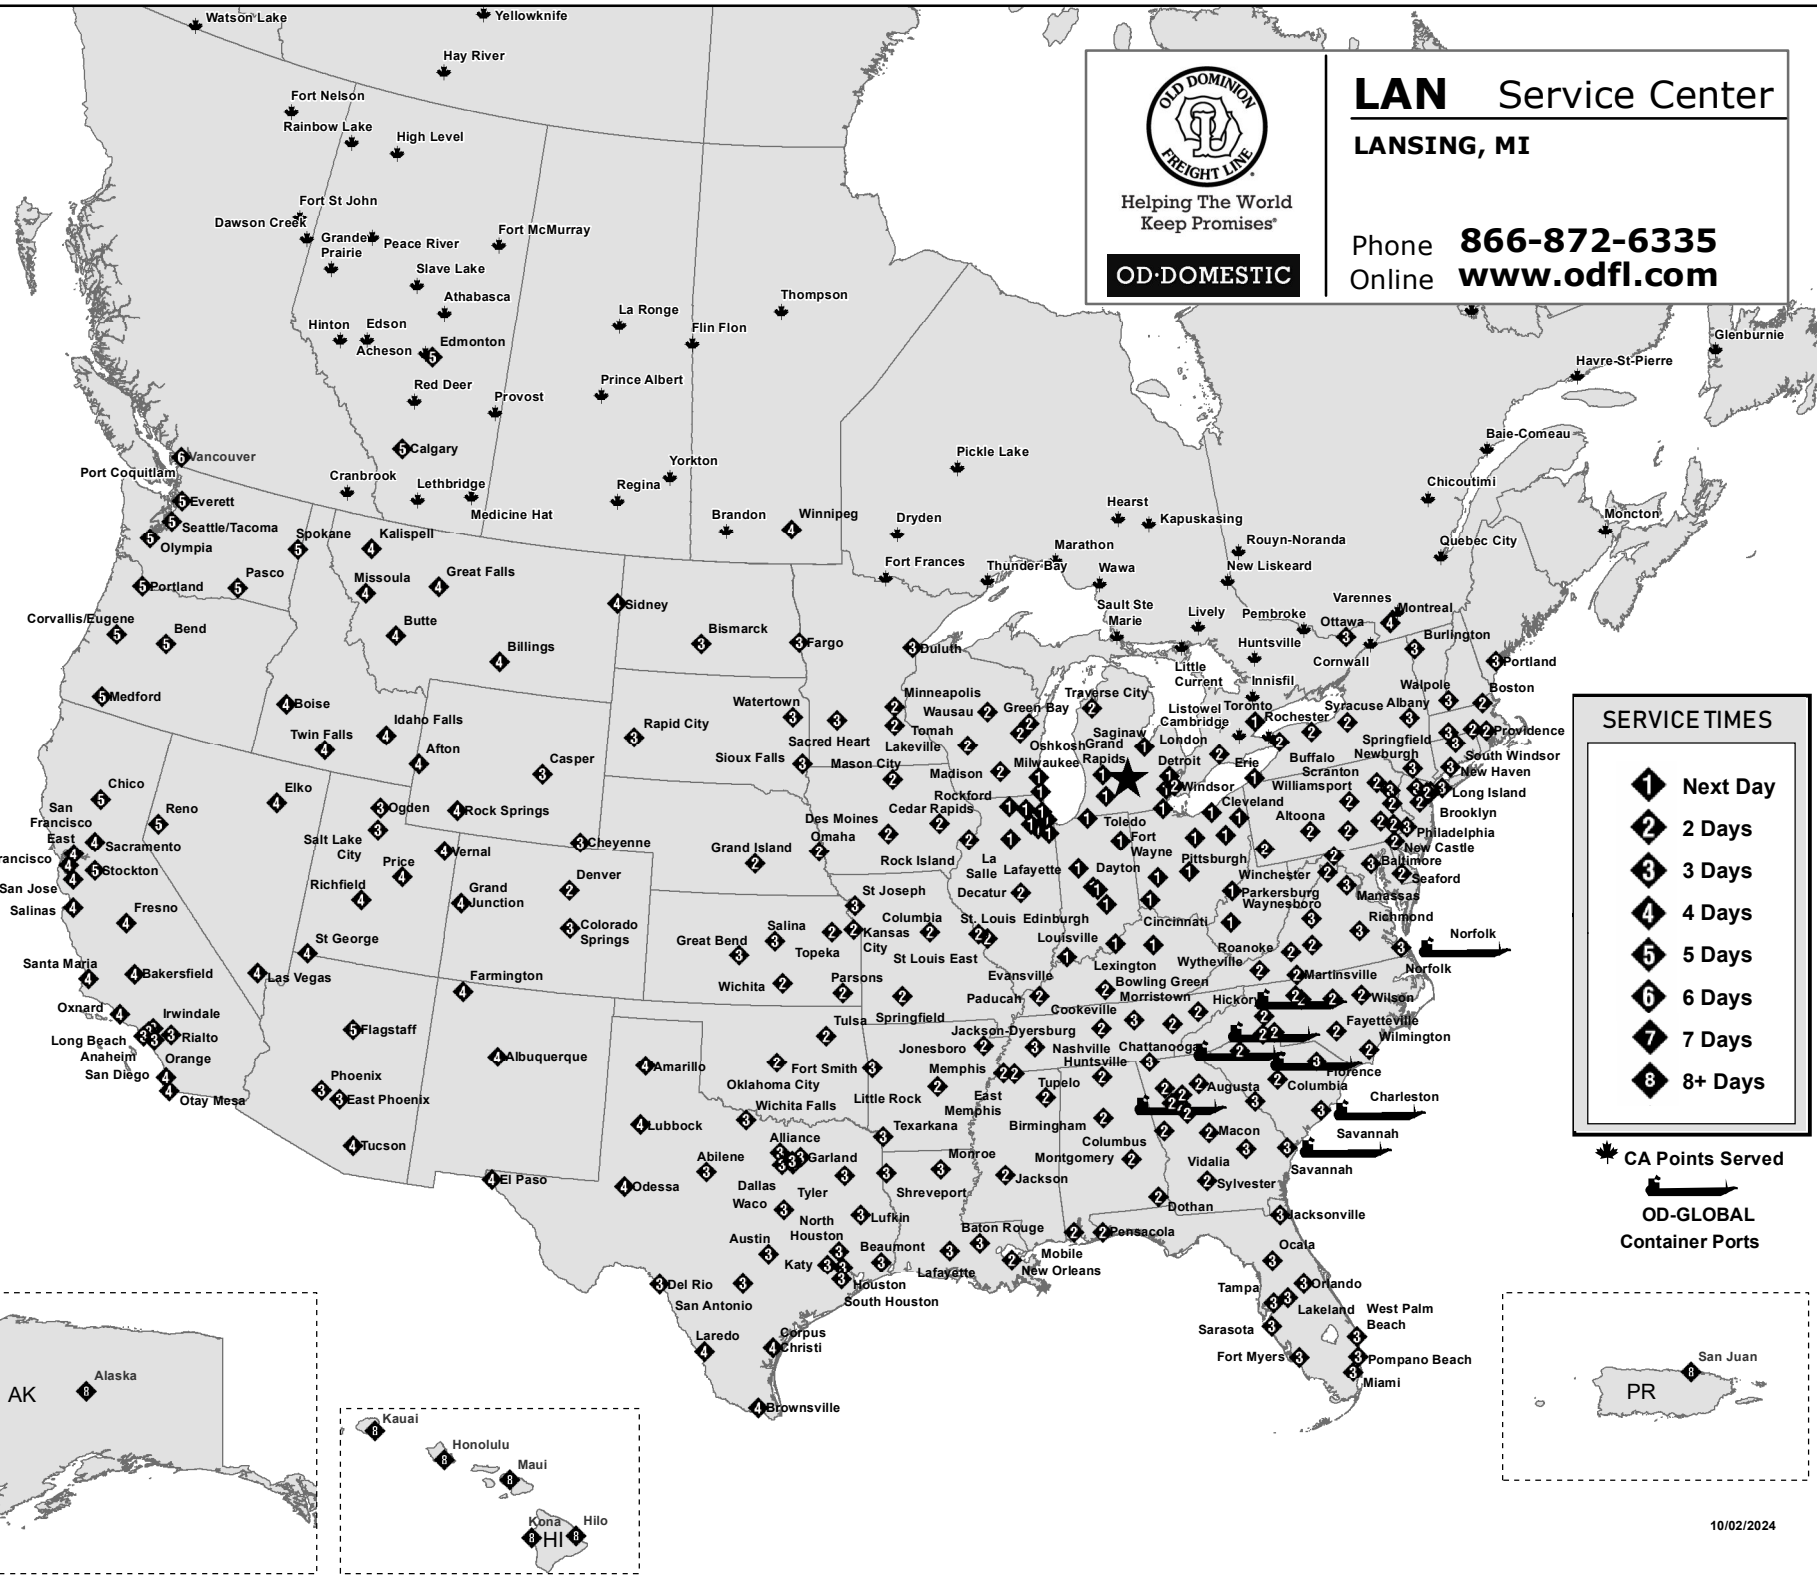 Watson Lake
Yellowknife
Hay River
Fort Nelson
Rainbow Lake
High Level
Fort St John
Dawson Creek
Grande
Prairie
Peace River
Fort McMurray
Slave Lake
Athabasca
Hinton
Edson
Acheson
Edmonton
Red Deer
Provost
Calgary
La Ronge
Thompson
Flin Flon
Prince Albert
Yorkton
Regina
Cranbrook
Lethbridge
Medicine Hat
Brandon
Winnipeg
Pickle Lake
Dryden
Fort Frances
Thunder Bay
Hearst
Kapuskasing
Marathon
Wawa
Sault Ste
Marie
Rouyn-Noranda
New Liskeard
Lively
Pembroke
Huntsville
Little
Current
Innisfil
Varennes
Montreal
Ottawa
Cornwall
Quebec City
Chicoutimi
Baie-Comeau
Havre-St-Pierre
Glenburnie
Moncton
OLD DOMINION
FREIGHT LINE
Helping The World
Keep Promises®
OD·DOMESTIC
LAN Service Center
LANSING, MI
Phone 866-872-6335
Online www.odfl.com
Vancouver
Port Coquitlam
Everett
Seattle/Tacoma
Olympia
Spokane
Kalispell
Portland
Pasco
Missoula
Great Falls
Sidney
Corvallis/Eugene
Bend
Butte
Billings
Bismarck
Fargo
Duluth
Medford
Boise
Idaho Falls
Twin Falls
Afton
Casper
Rapid City
Watertown
Sacred Heart
Sioux Falls
Minneapolis
Wausau
Green Bay
Tomah
Lakeville
Oshkosh
Mason City
Madison
Milwaukee
Traverse City
Saginaw
Grand
Rapids
Detroit
Windsor
Listowel
Cambridge
London
Toronto
Rochester
Syracuse
Albany
Walpole
Burlington
Portland
Boston
Providence
Springfield
Newburgh
South Windsor
New Haven
Long Island
Brooklyn
Buffalo
Erie
Scranton
Williamsport
Altoona
Cleveland
Philadelphia
New Castle
Baltimore
Seaford
Chico
San
Francisco
East
Sacramento
Stockton
San Jose
Salinas
Fresno
Reno
Elko
Ogden
Salt Lake
City
Rock Springs
Vernal
Price
Richfield
Grand
Junction
Cheyenne
Denver
Colorado
Springs
St George
Santa Maria
Bakersfield
Las Vegas
Oxnard
Irwindale
Rialto
Long Beach
Anaheim
Orange
San Diego
Otay Mesa
Flagstaff
Phoenix
East Phoenix
Tucson
Farmington
Albuquerque
El Paso
Rockford
Cedar Rapids
Des Moines
Omaha
Grand Island
Rock Island
La
Salle
Lafayette
Decatur
Toledo
Fort
Wayne
Dayton
Pittsburgh
Winchester
Parkersburg
Waynesboro
Manassas
Richmond
Norfolk
Norfolk
St Joseph
Columbia
Kansas
City
Salina
Topeka
Great Bend
Wichita
Parsons
St. Louis
St Louis East
Edinburgh
Cincinnati
Louisville
Lexington
Evansville
Paducah
Bowling Green
Roanoke
Wytheville
Martinsville
Wilson
Hickory
Morristown
Cookeville
Fayetteville
Wilmington
Florence
Springfield
Tulsa
Jackson-Dyersburg
Jonesboro
Nashville
Chattanooga
Huntsville
Memphis
East
Memphis
Tupelo
Fort Smith
Little Rock
Oklahoma City
Amarillo
Lubbock
Wichita Falls
Alliance
Garland
Abilene
Dallas
Waco
Tyler
Odessa
Texarkana
Monroe
Shreveport
Lufkin
North
Houston
Austin
Katy
Beaumont
Houston
South Houston
San Antonio
Del Rio
Laredo
Corpus
Christi
Brownsville
Birmingham
Columbus
Montgomery
Jackson
Augusta
Columbia
Charleston
Macon
Savannah
Savannah
Vidalia
Sylvester
Dothan
Baton Rouge
Lafayette
Mobile
New Orleans
Pensacola
Jacksonville
Ocala
Orlando
Tampa
Lakeland
West Palm
Beach
Sarasota
Fort Myers
Pompano Beach
Miami
SERVICE TIMES
1 Next Day
2 2 Days
3 3 Days
4 4 Days
5 5 Days
6 6 Days
7 7 Days
8 8+ Days
CA Points Served
OD-GLOBAL
Container Ports
AK
Alaska
Kauai
Honolulu
Maui
Kona
Hilo
HI
San Juan
PR
10/02/2024